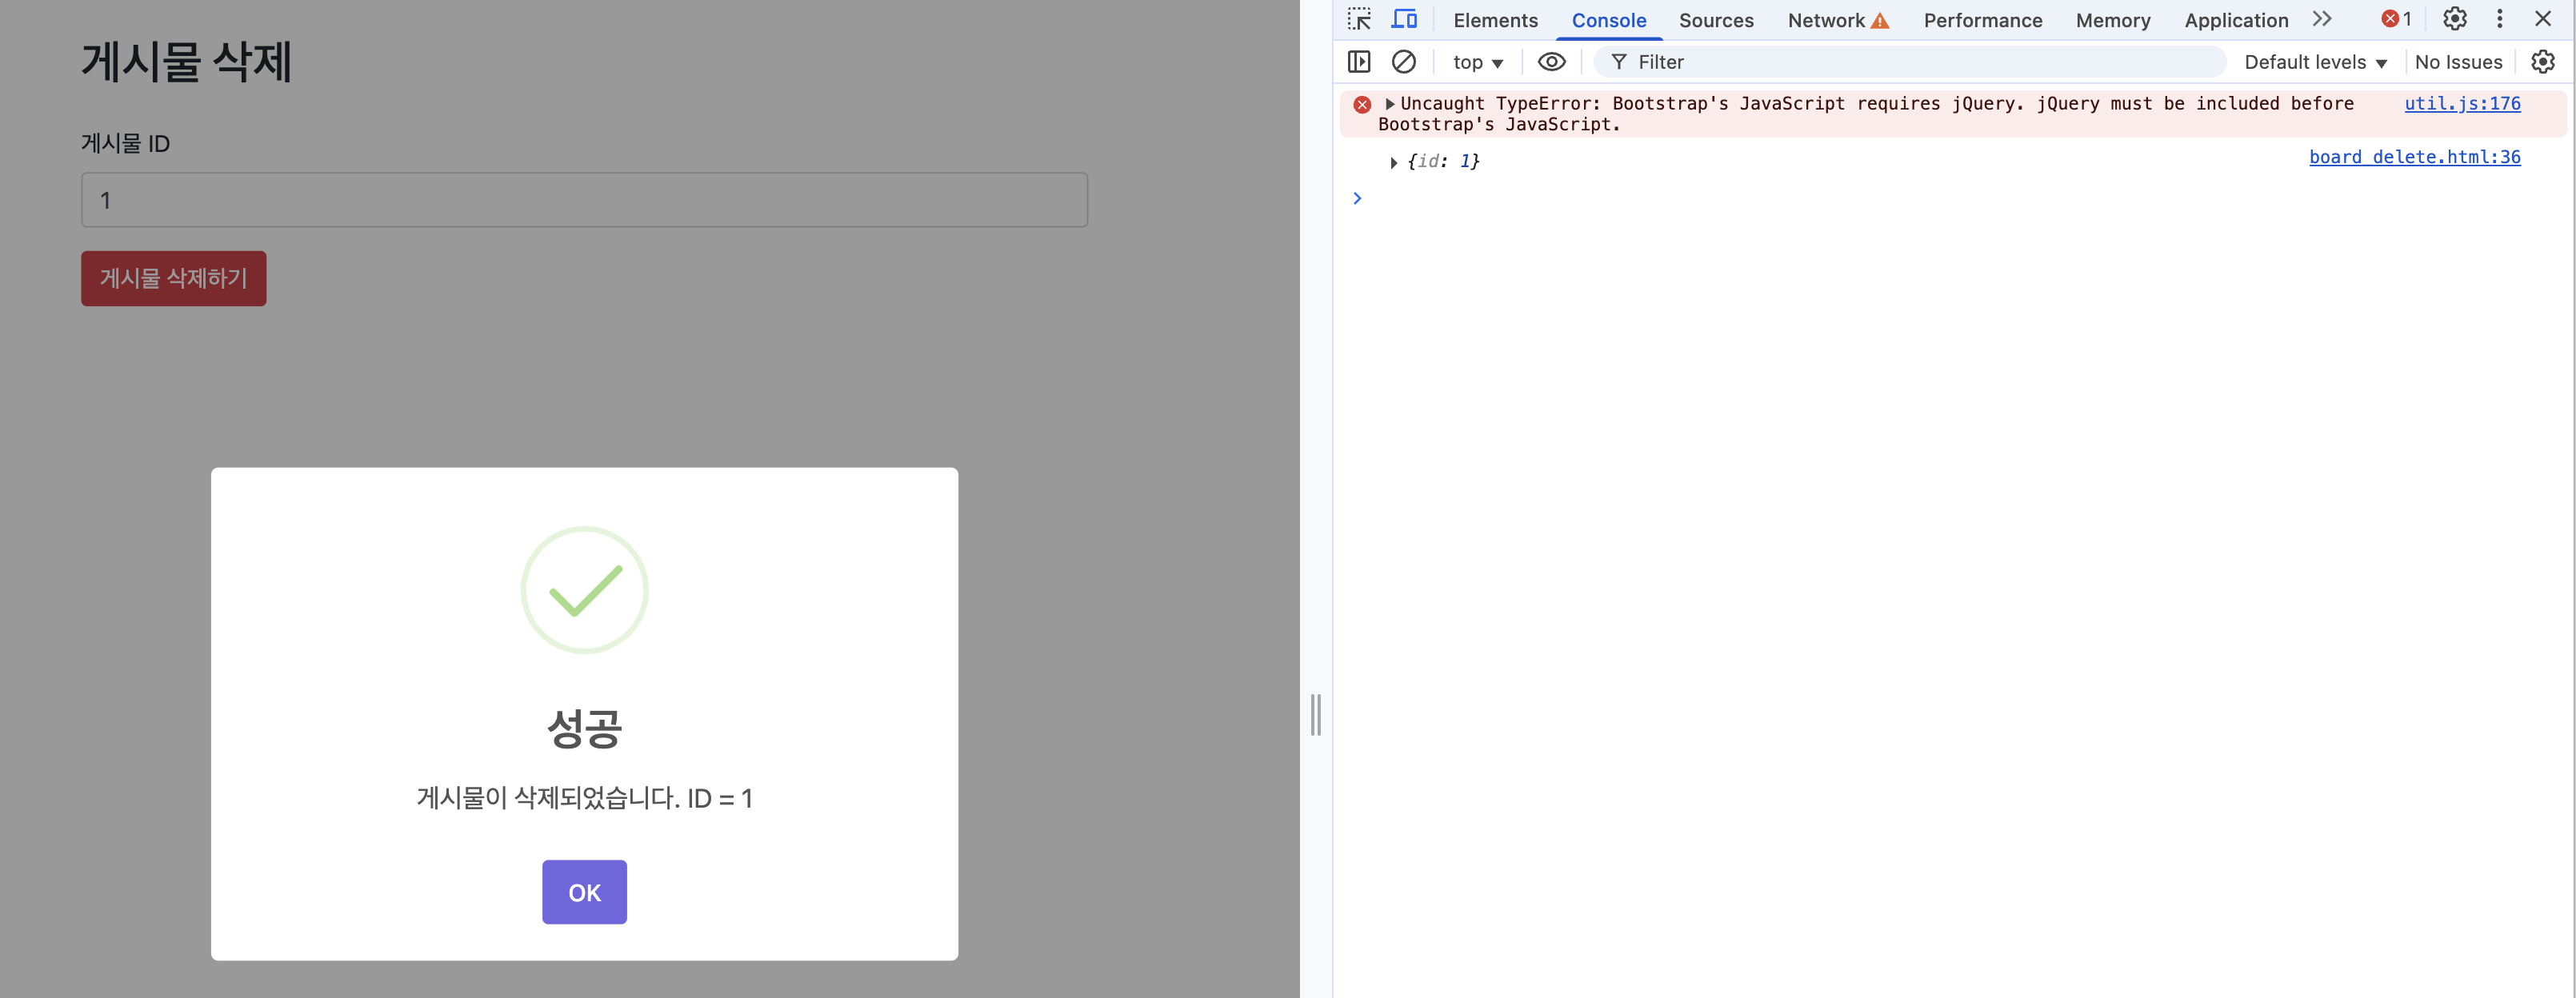 게시물 삭제
게시물 ID
1
게시물 삭제하기
성공
게시물이 삭제되었습니다. ID = 1
OK
Elements Console Sources Network Performance Memory Application 1
top Filter Default levels No Issues
Uncaught TypeError: Bootstrap's JavaScript requires jQuery. jQuery must be included before util.js:176
Bootstrap's JavaScript.
{id: 1} board_delete.html:36